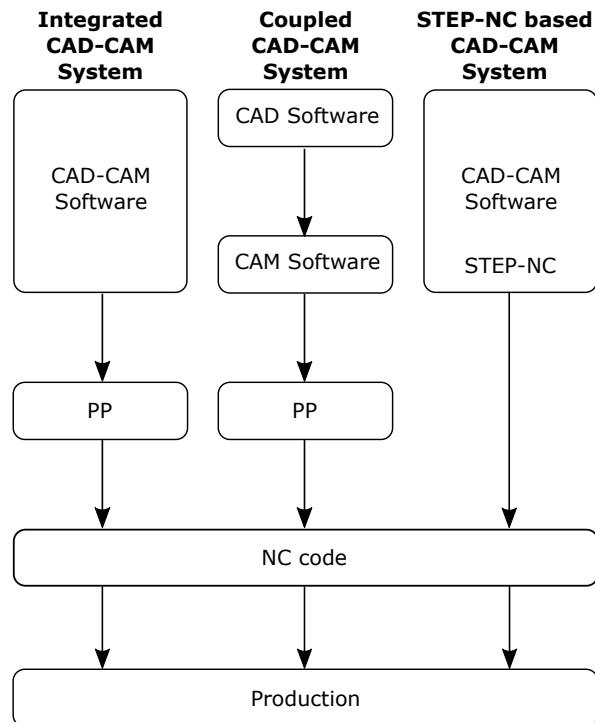 Integrated
CAD-CAM
System
Coupled
CAD-CAM
System
STEP-NC based
CAD-CAM
System
CAD-CAM
Software
CAD Software
CAM Software
CAD-CAM
Software
STEP-NC
PP
PP
NC code
Production